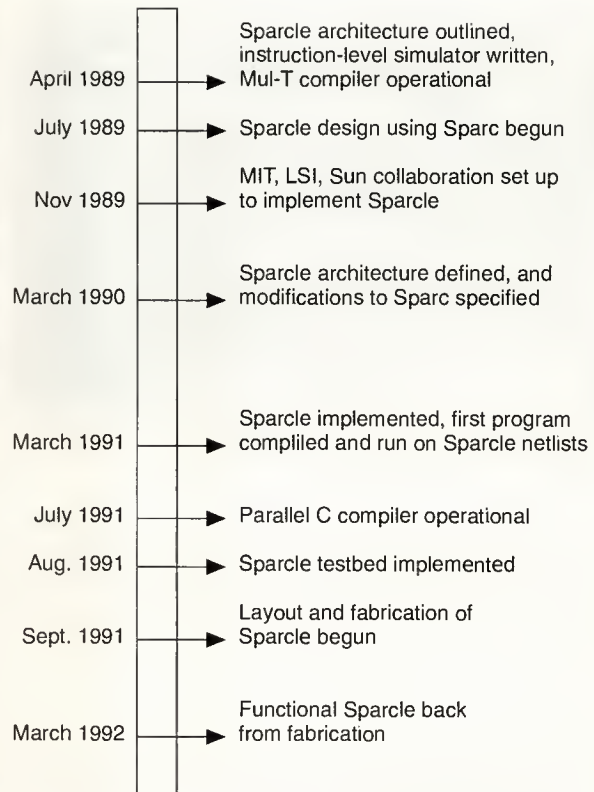 Sparcle architecture outlined,
instruction-level simulator written,
April 1989 Mul-T compiler operational
July 1989 Sparcle design using Sparc begun
MIT, LSI, Sun collaboration set up
Nov 1989 to implement Sparcle
Sparcle architecture defined, and
March 1990 modifications to Sparc specified
Sparcle implemented, first program
March 1991 compliled and run on Sparcle netlists
July 1991 Parallel C compiler operational
Aug. 1991 Sparcle testbed implemented
Layout and fabrication of
Sept. 1991 Sparcle begun
Functional Sparcle back
March 1992 from fabrication